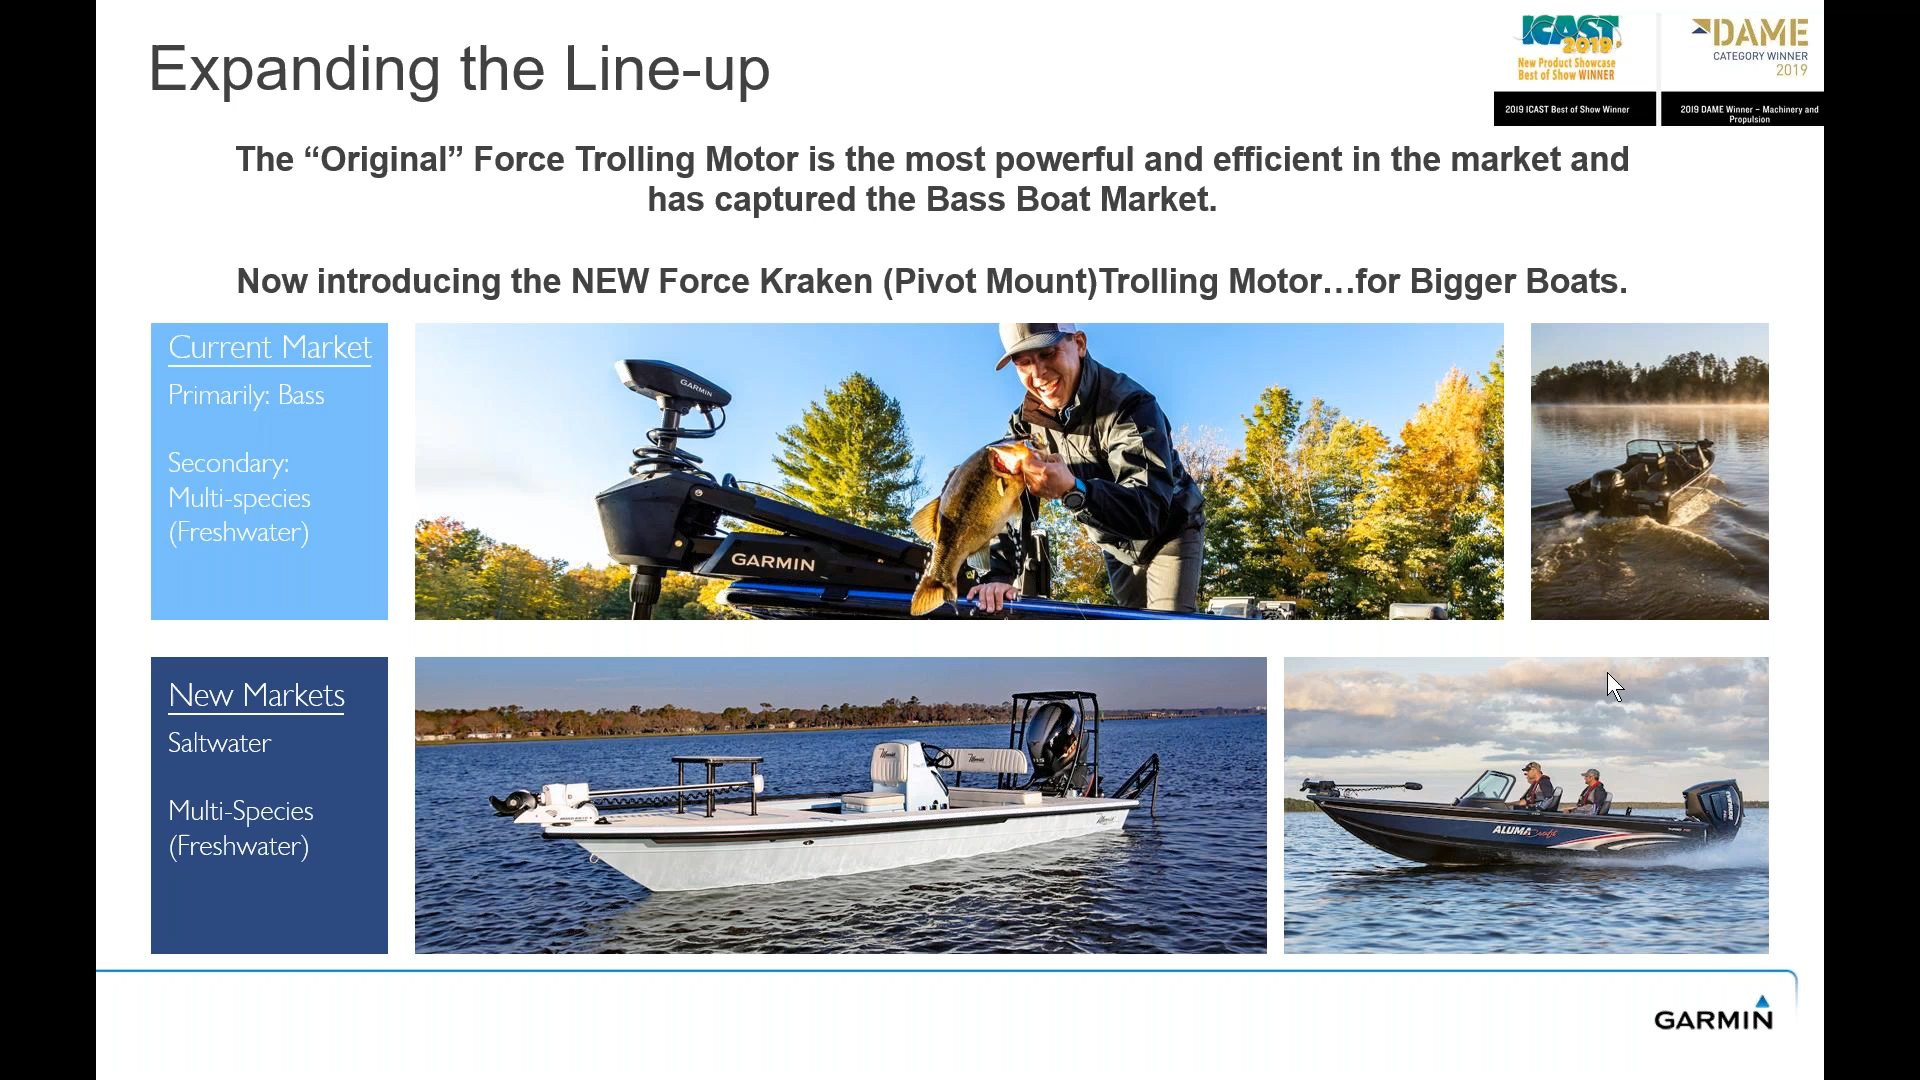 Expanding the Line-up
ICAST
2019
New Product Showcase
Best of Show WINNER
2019 ICAST Best of Show Winner
DAME
CATEGORY WINNER
2019
2019 DAME Winner – Machinery and
Propulsion
The “Original” Force Trolling Motor is the most powerful and efficient in the market and
has captured the Bass Boat Market.
Now introducing the NEW Force Kraken (Pivot Mount)Trolling Motor…for Bigger Boats.
Current Market
Primarily: Bass
Secondary:
Multi-species
(Freshwater)
GARMIN
GARMIN
New Markets
Saltwater
Multi-Species
(Freshwater)
115
ALUMACraft
GARMIN